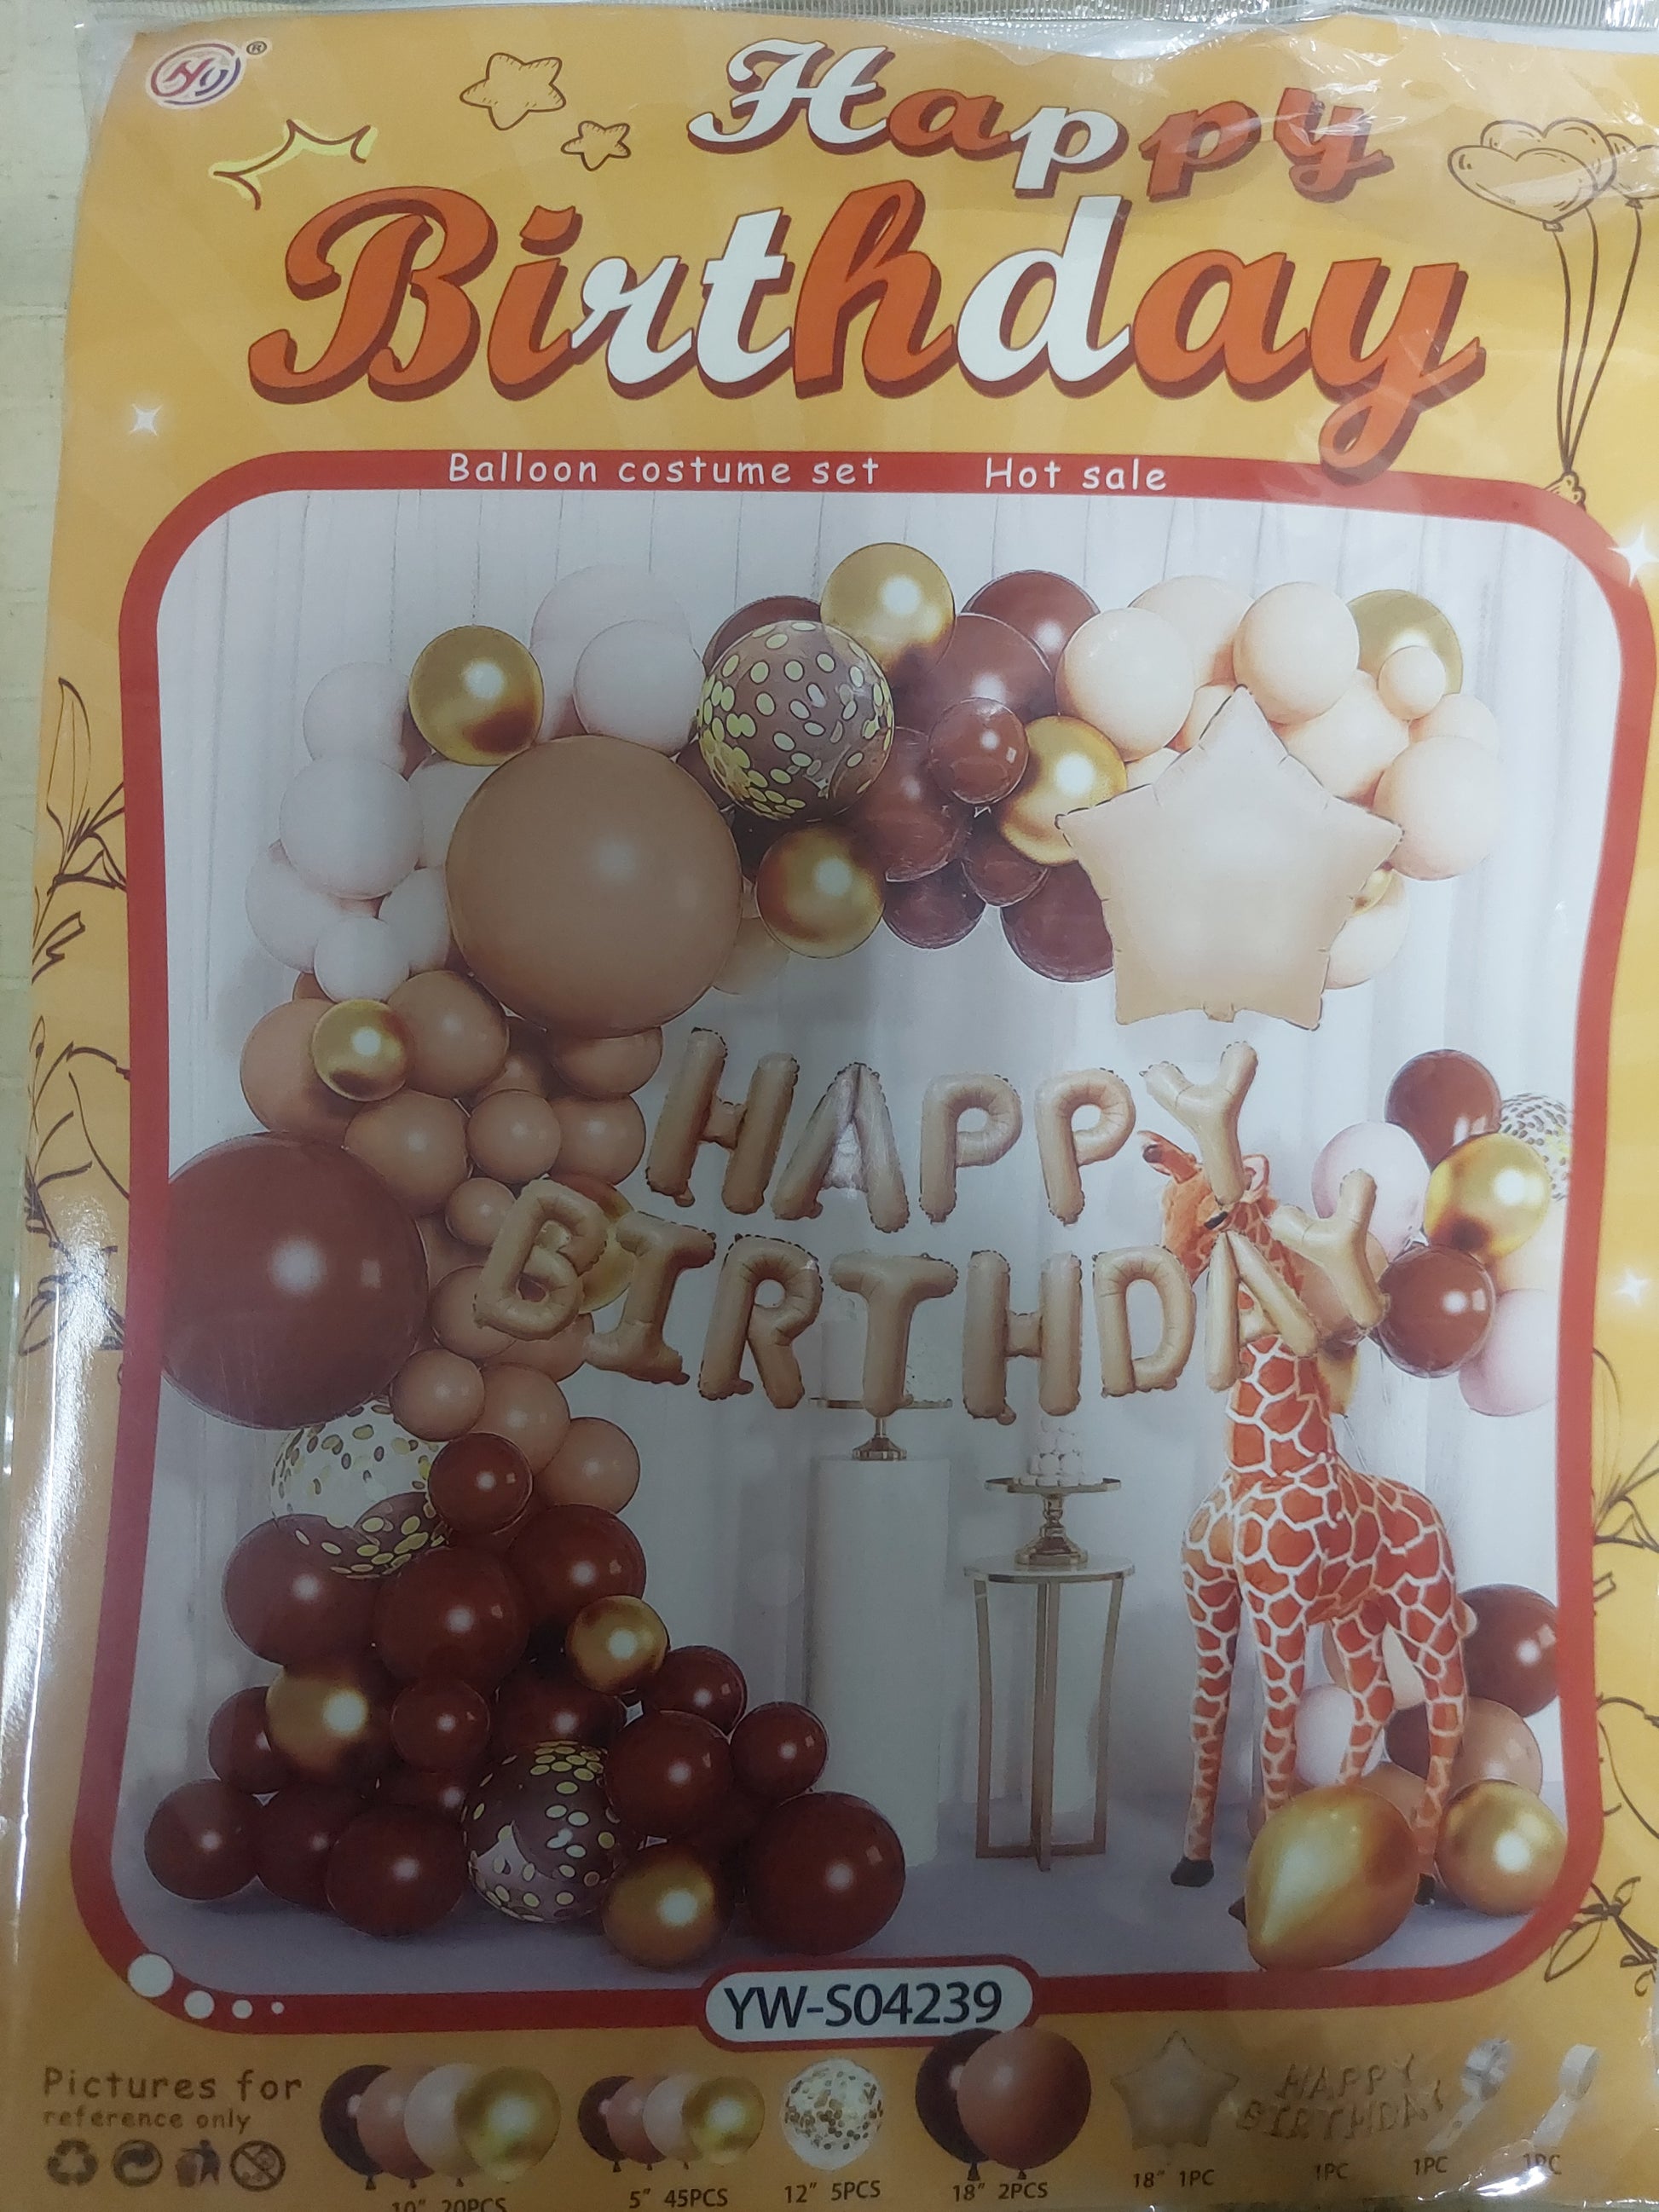 Hy ®
Happy
Birthday
Balloon costume set Hot sale
HAPPY
BIRTHDAY
YW-S04239
Pictures for
reference only
HAPPY
BIRTHDAY
10" 20PCS 5" 45PCS 12" 5PCS 18" 2PCS 18" 1PC 1PC 1PC 1PC